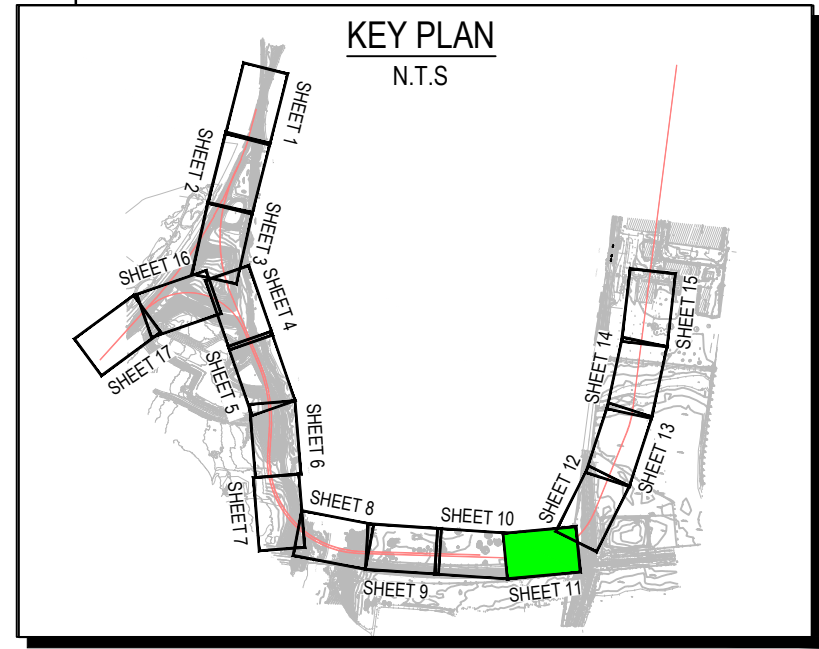 KEY PLAN
N.T.S
SHEET 1
SHEET 2
SHEET 3
SHEET 16
SHEET 4
SHEET 17
SHEET 5
SHEET 6
SHEET 7
SHEET 8
SHEET 9
SHEET 10
SHEET 11
SHEET 12
SHEET 13
SHEET 14
SHEET 15